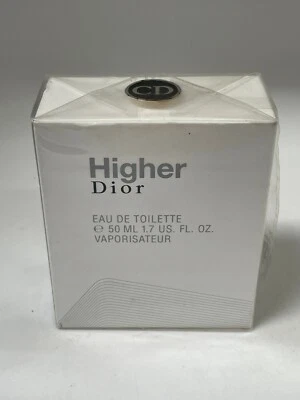 CD
Higher
Dior
EAU DE TOILETTE
℮ 50 ML 1.7 US. FL. OZ.
VAPORISATEUR